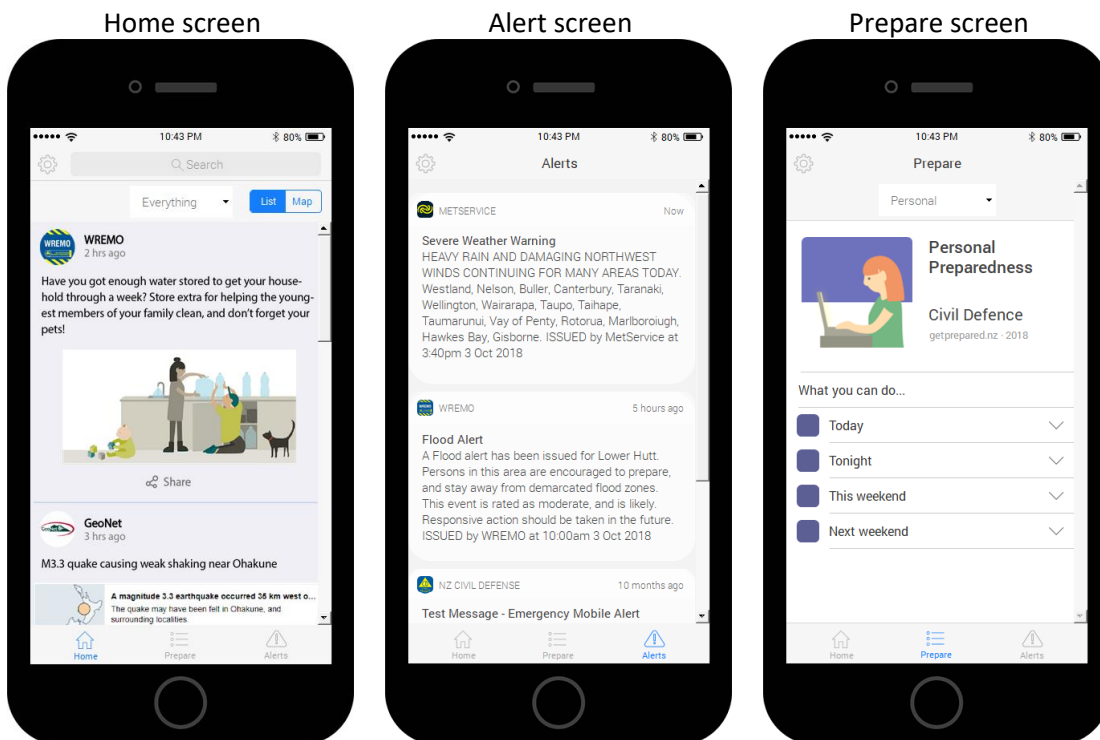 Home screen
10:43 PM
80%
Search
Everything
List
Map
WREMO
WREMO
2 hrs ago
Have you got enough water stored to get your house-
hold through a week? Store extra for helping the young-
est members of your family clean, and don't forget your
pets!
Share
GeoNet
GeoNet
3 hrs ago
M3.3 quake causing weak shaking near Ohakune
A magnitude 3.3 earthquake occurred 35 km west o...
The quake may have been felt in Ohakune, and
surrounding localities.
Home
Prepare
Alerts
Alert screen
10:43 PM
80%
Alerts
METSERVICE
Now
Severe Weather Warning
HEAVY RAIN AND DAMAGING NORTHWEST
WINDS CONTINUING FOR MANY AREAS TODAY.
Westland, Nelson, Buller, Canterbury, Taranaki,
Wellington, Wairarapa, Taupo, Taihape,
Taumarunui, Vay of Penty, Rotorua, Marlboroiugh,
Hawkes Bay, Gisborne. ISSUED by MetService at
3:40pm 3 Oct 2018
WREMO
WREMO
5 hours ago
Flood Alert
A Flood alert has been issued for Lower Hutt.
Persons in this area are encouraged to prepare,
and stay away from demarcated flood zones.
This event is rated as moderate, and is likely.
Responsive action should be taken in the future.
ISSUED by WREMO at 10:00am 3 Oct 2018
NZ CIVIL DEFENSE
10 months ago
Test Message - Emergency Mobile Alert
Home
Prepare
Alerts
Prepare screen
10:43 PM
80%
Prepare
Personal
Personal
Preparedness
Civil Defence
getprepared.nz - 2018
What you can do...
Today
Tonight
This weekend
Next weekend
Home
Prepare
Alerts